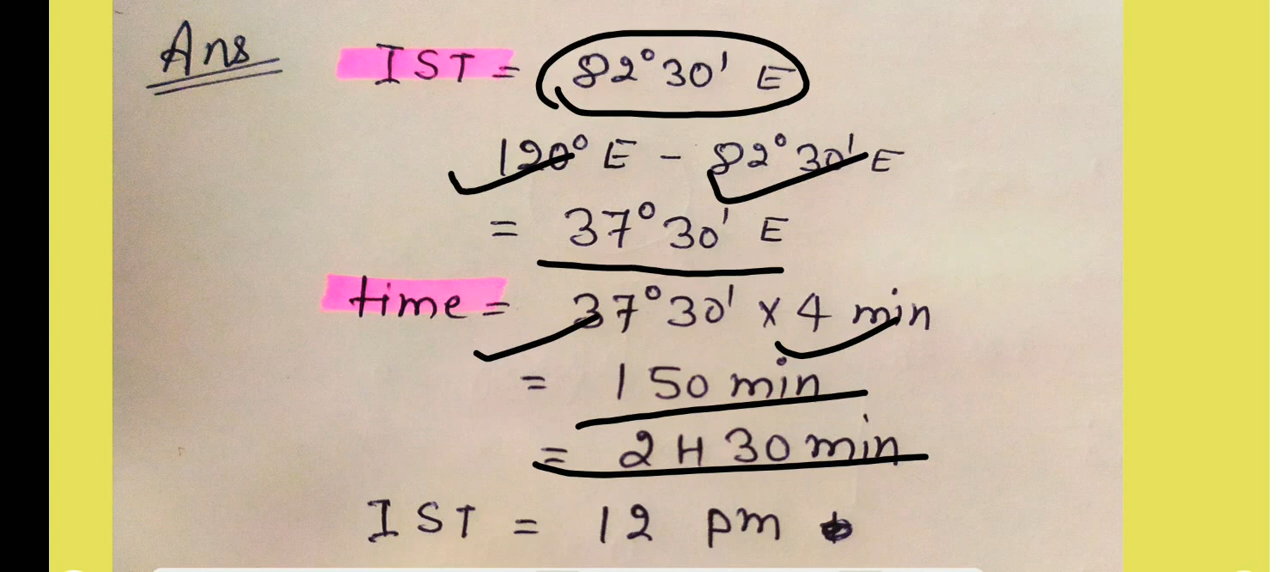 Ans
IST = 82°30' E
120° E - 82°30' E
= 37°30' E
time = 37°30' x 4 min
= 150 min
= 2 H 30 min
IST = 12 pm